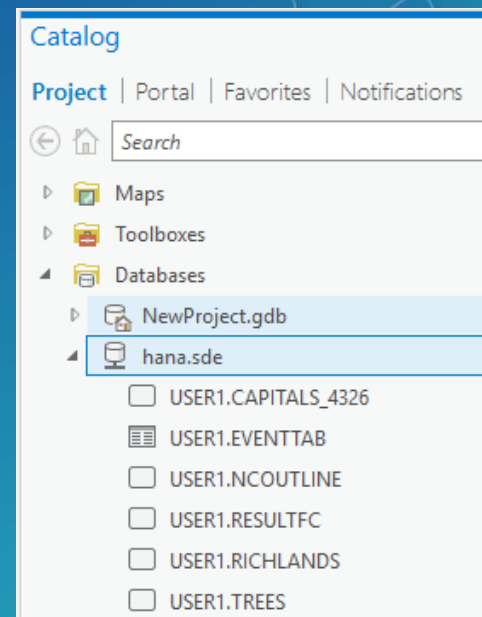 Catalog
Project | Portal | Favorites | Notifications
Search
Maps
Toolboxes
Databases
NewProject.gdb
hana.sde
USER1.CAPITALS_4326
USER1.EVENTTAB
USER1.NCOUTLINE
USER1.RESULTFC
USER1.RICHLANDS
USER1.TREES